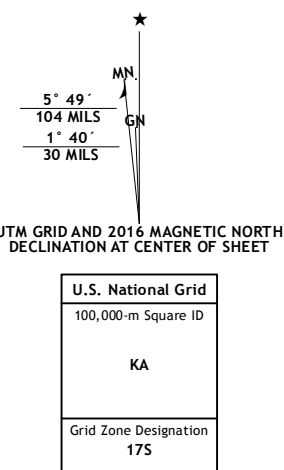 ★
MN
5° 49´
104 MILS
GN
1° 40´
30 MILS
UTM GRID AND 2016 MAGNETIC NORTH
DECLINATION AT CENTER OF SHEET
U.S. National Grid
100,000-m Square ID
KA
Grid Zone Designation
17S